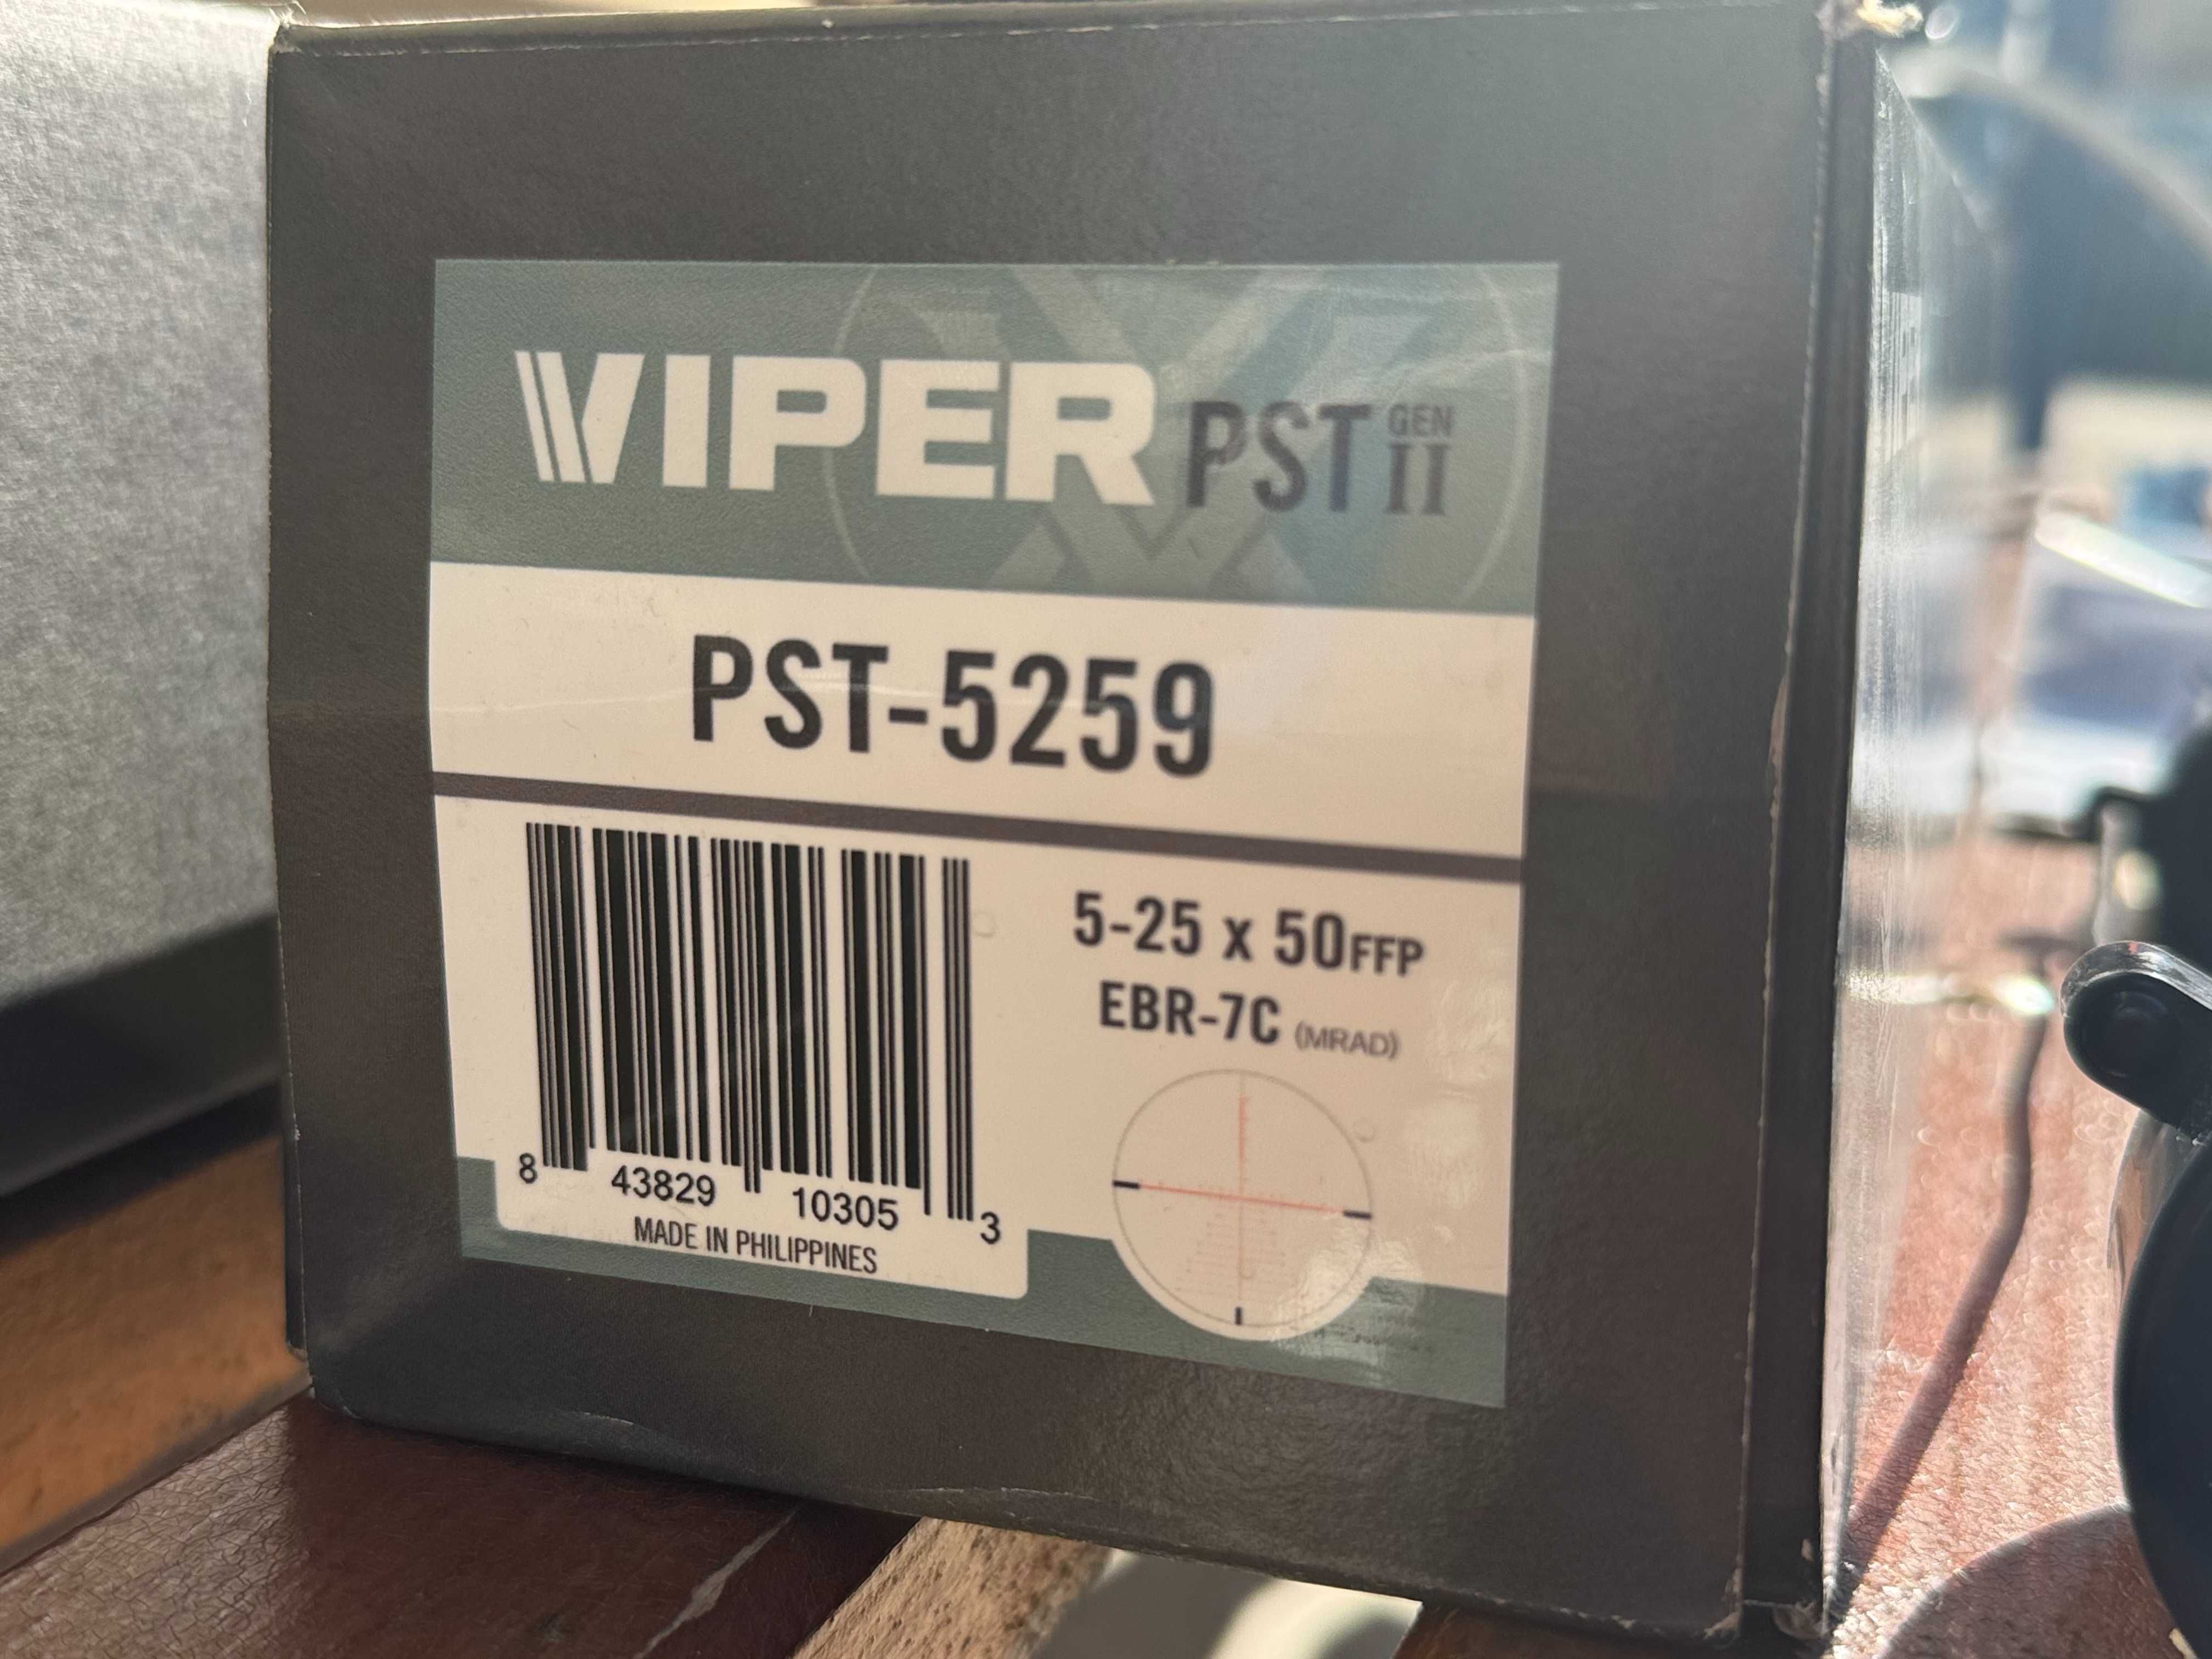 VIPER PST GEN II
PST-5259
5-25 x 50FFP
EBR-7C (MRAD)
8 43829 10305 3
MADE IN PHILIPPINES